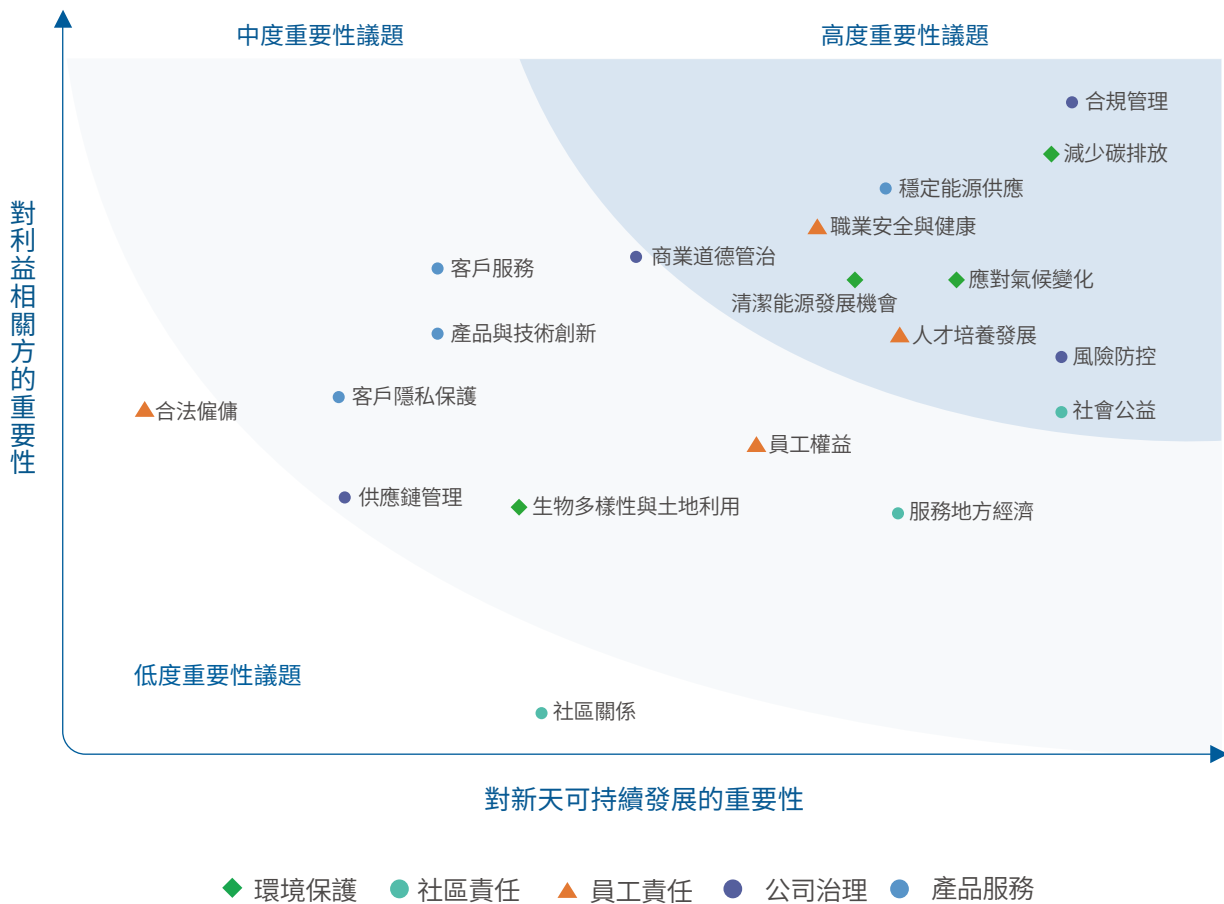 中度重要性議題
高度重要性議題
合規管理
減少碳排放
穩定能源供應
職業安全與健康
商業道德管治
客戶服務
應對氣候變化
清潔能源發展機會
產品與技術創新
人才培養發展
風險防控
客戶隱私保護
合法僱傭
社會公益
員工權益
供應鏈管理
生物多樣性與土地利用
服務地方經濟
低度重要性議題
社區關係
對利益相關方的重要性
對新天可持續發展的重要性
環境保護
社區責任
員工責任
公司治理
產品服務